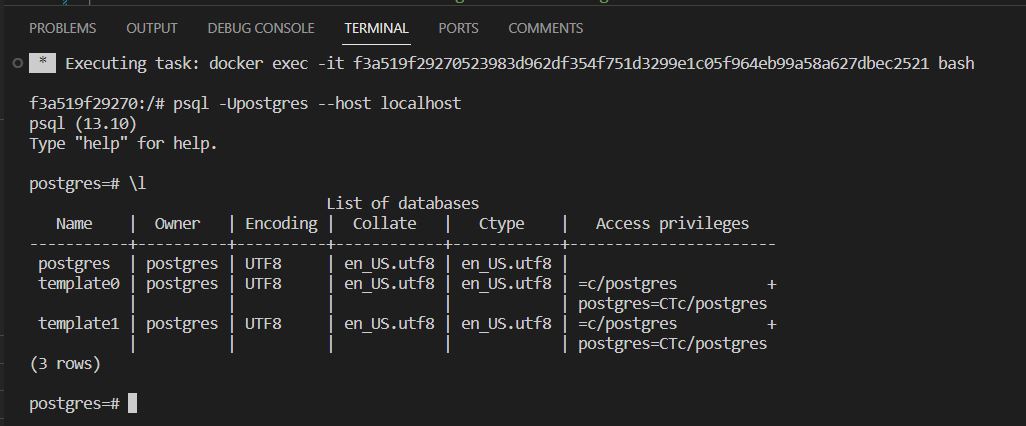 PROBLEMS OUTPUT DEBUG CONSOLE TERMINAL PORTS COMMENTS
* Executing task: docker exec -it f3a519f29270523983d962df354f751d3299e1c05f964eb99a58a627dbec2521 bash
f3a519f29270:/# psql -Upostgres --host localhost
psql (13.10)
Type "help" for help.
postgres=# \l
                              List of databases
   Name    |  Owner   | Encoding |  Collate   |   Ctype    |   Access privileges
-----------+----------+----------+------------+------------+-----------------------
 postgres  | postgres | UTF8     | en_US.utf8 | en_US.utf8 |
 template0 | postgres | UTF8     | en_US.utf8 | en_US.utf8 | =c/postgres          +
           |          |          |            |            | postgres=CTc/postgres
 template1 | postgres | UTF8     | en_US.utf8 | en_US.utf8 | =c/postgres          +
           |          |          |            |            | postgres=CTc/postgres
(3 rows)
postgres=#